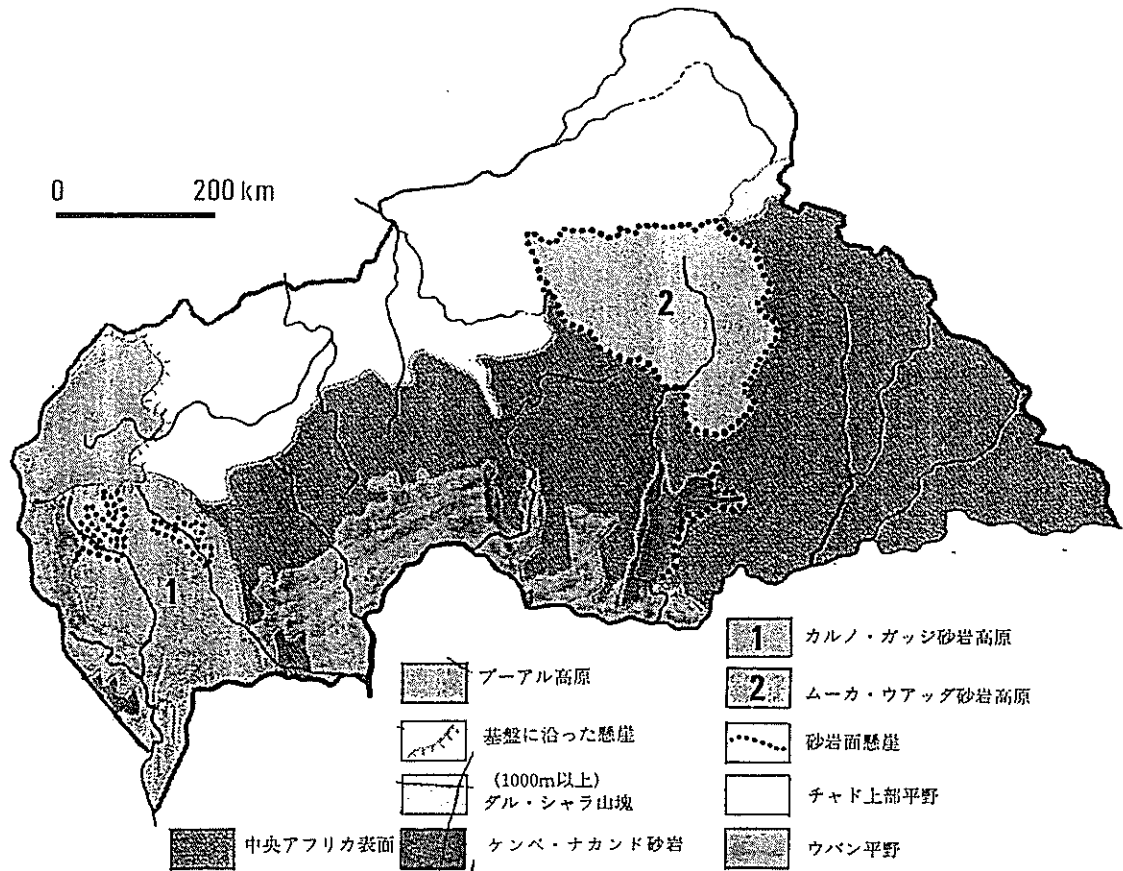 0 200 km
2
1
プーアル高原
基盤に沿った懸崖
(1000m以上)
ダル・シャラ山塊
中央アフリカ表面
ケンベ・ナカンド砂岩
1 カルノ・ガッジ砂岩高原
2 ムーカ・ウアッダ砂岩高原
砂岩面懸崖
チャド上部平野
ウバン平野